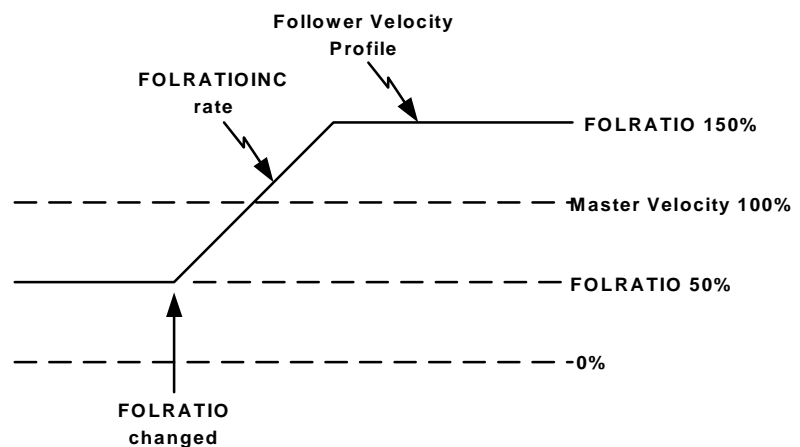 Follower Velocity
Profile
FOLRATIOINC
rate
FOLRATIO 150%
Master Velocity 100%
FOLRATIO 50%
0%
FOLRATIO
changed